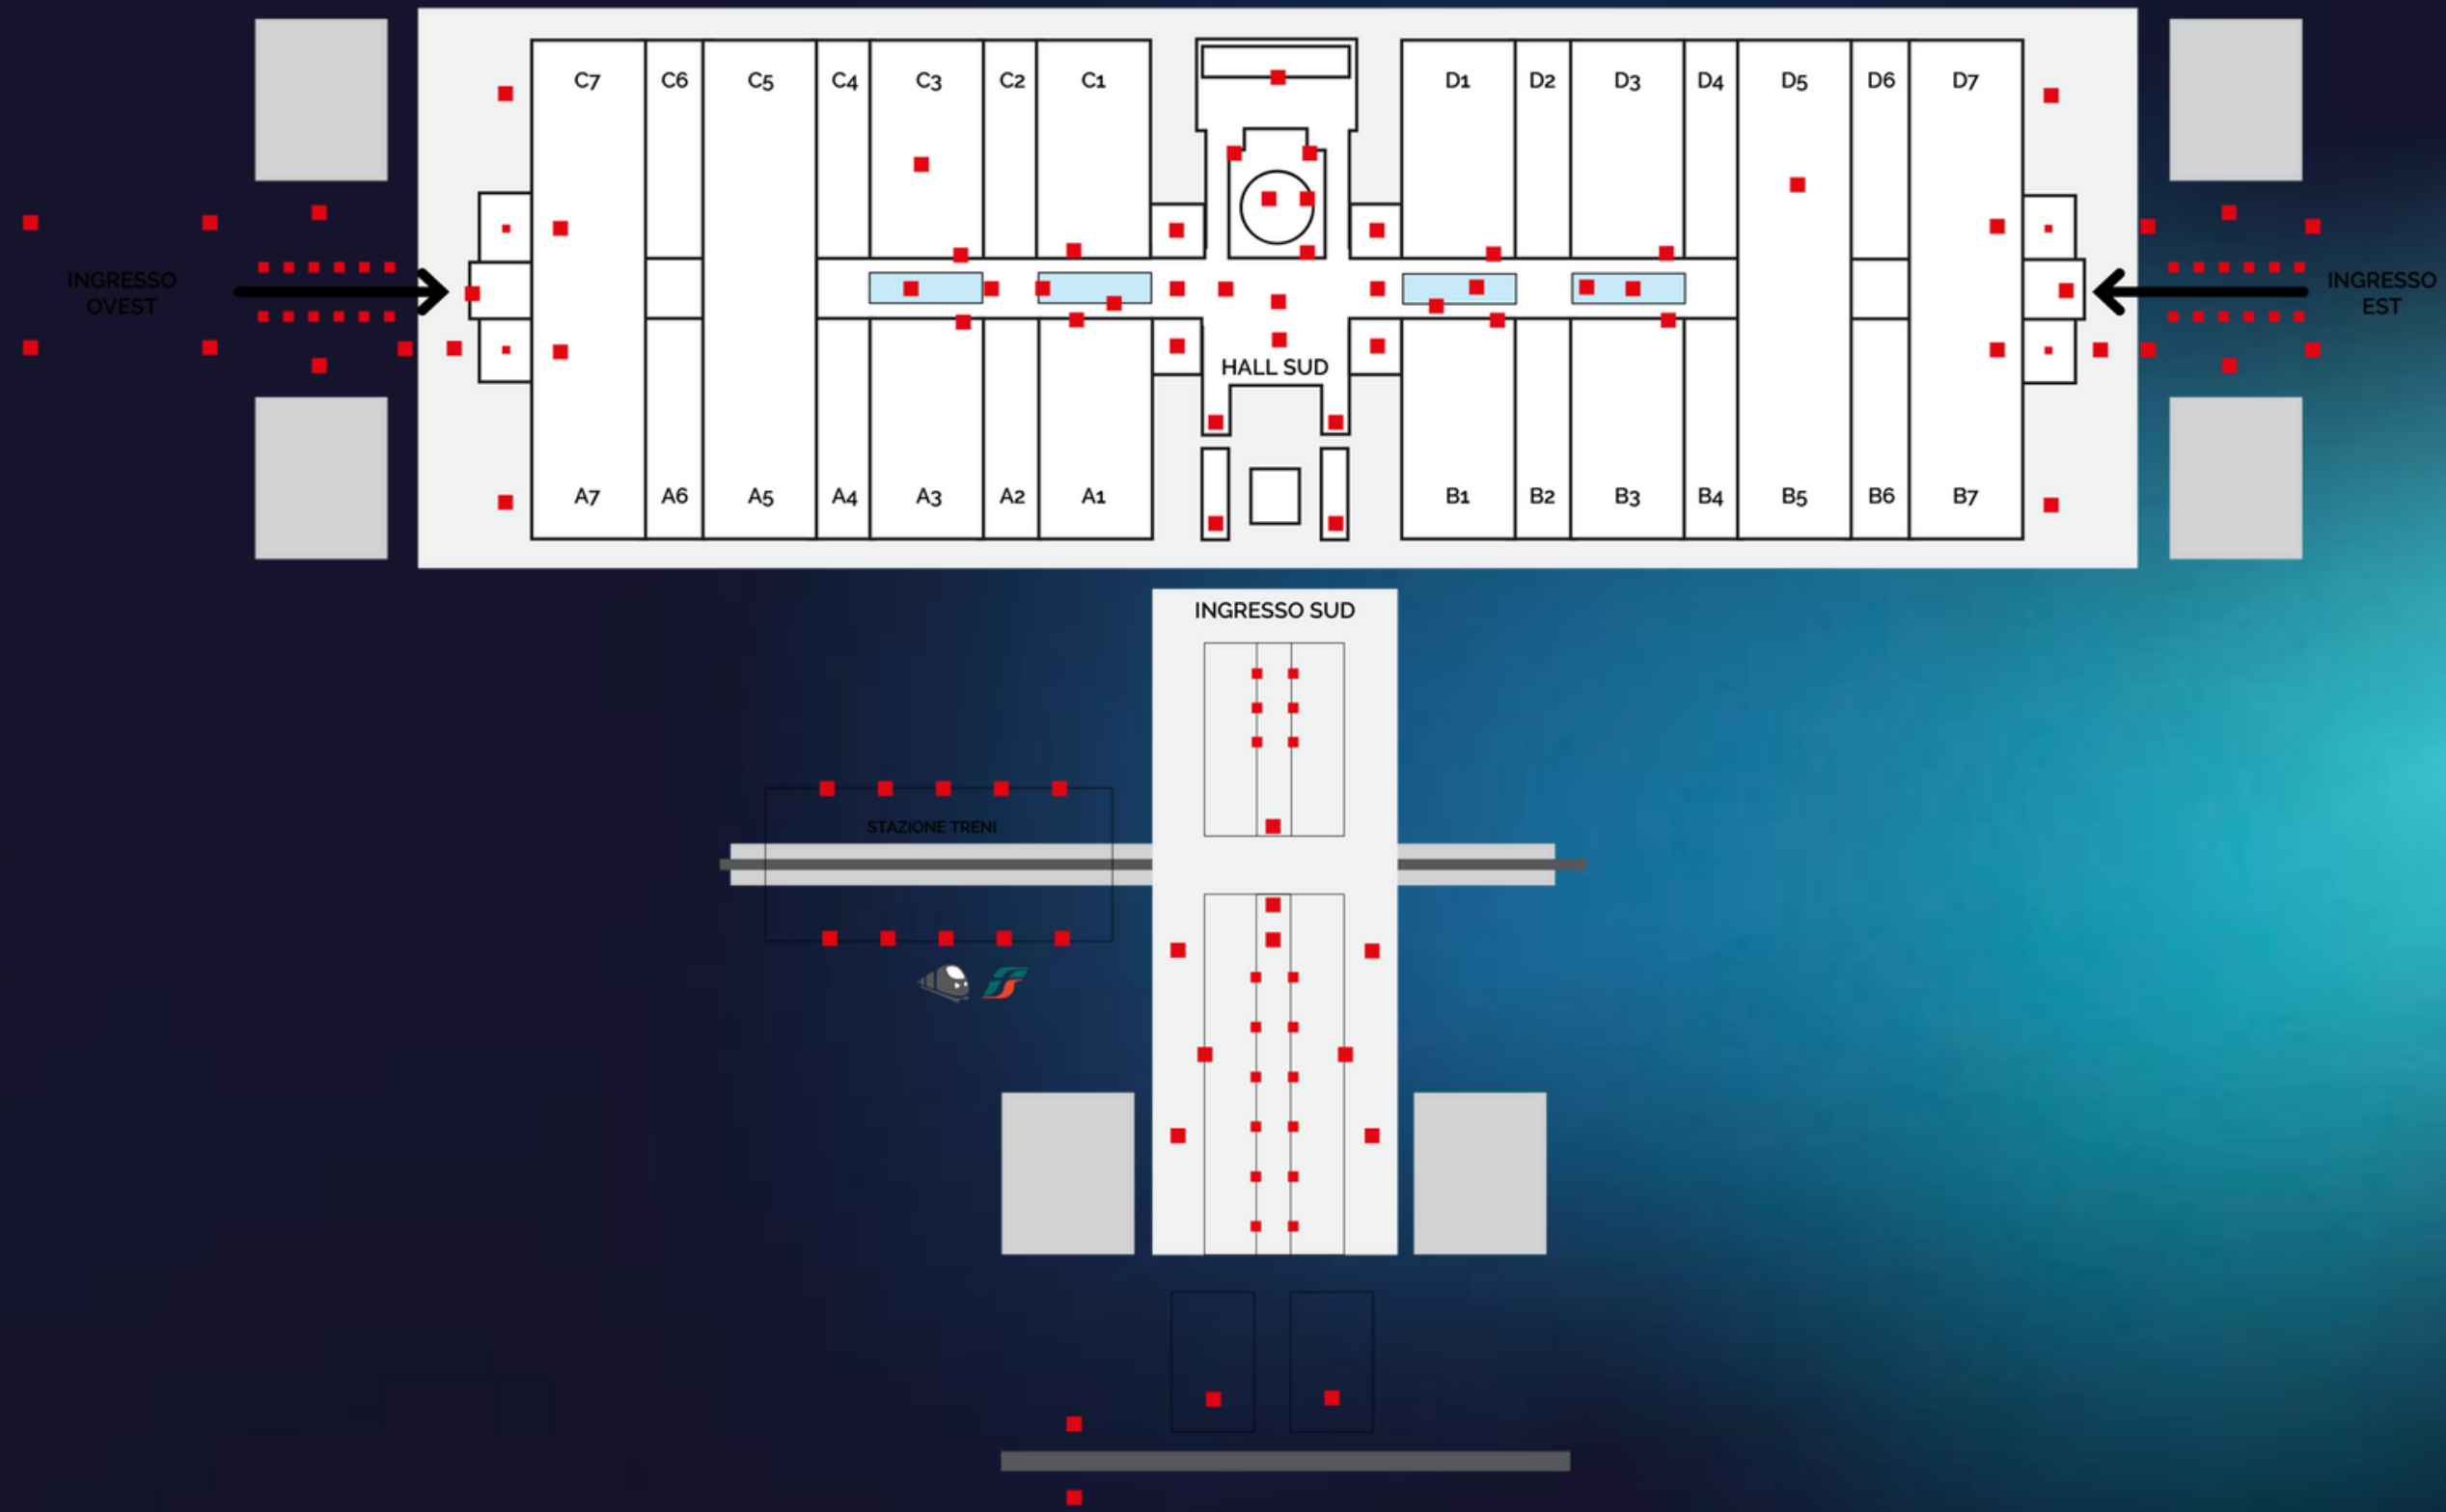 C7 C6 C5 C4 C3 C2 C1 D1 D2 D3 D4 D5 D6 D7
INGRESSO
OVEST
INGRESSO
EST
HALL SUD
A7 A6 A5 A4 A3 A2 A1 B1 B2 B3 B4 B5 B6 B7
INGRESSO SUD
STAZIONE TRENI